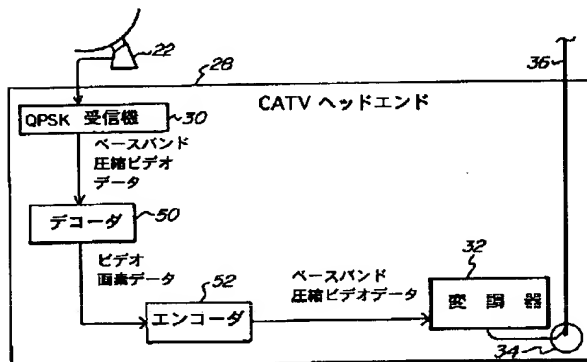 22
28
36
CATV ヘッドエンド
QPSK 受信機
30
ベースバンド
圧縮ビデオ
データ
デコーダ
50
ビデオ
画素データ
52
エンコーダ
ベースバンド
圧縮ビデオデータ
32
変調器
34